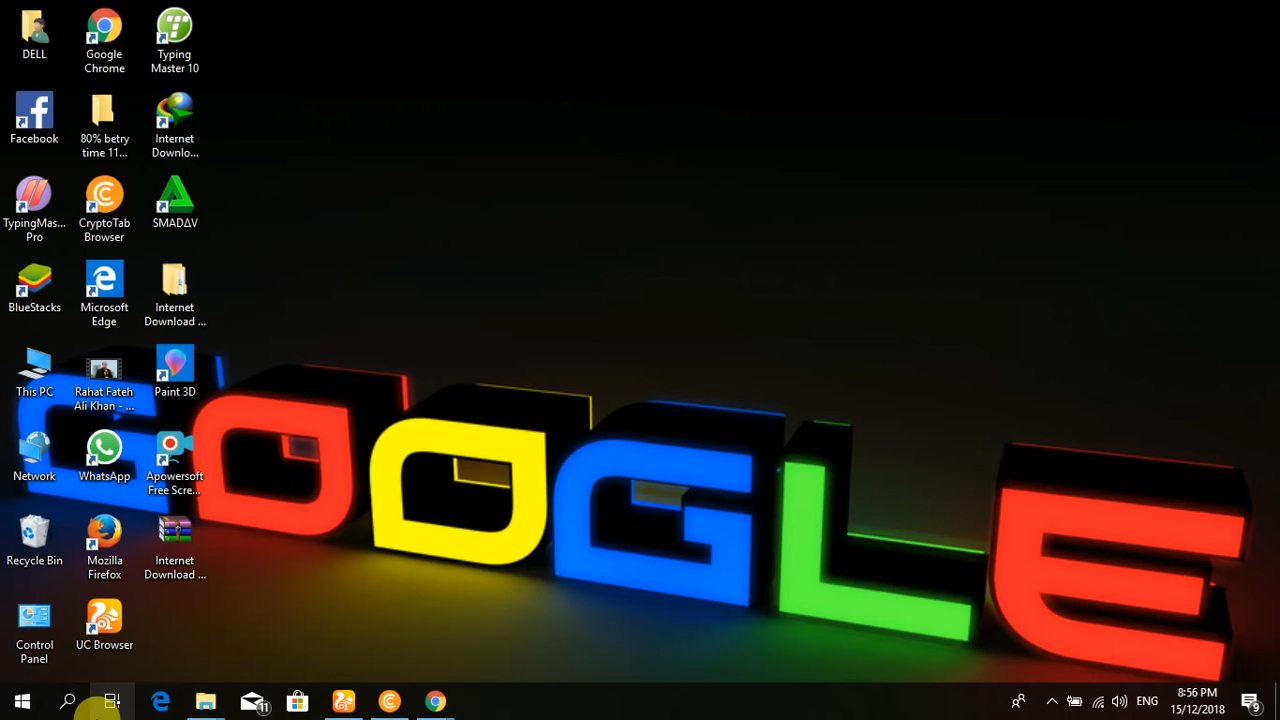 DELL
Google
Chrome
Typing
Master 10
Facebook
80% betry
time 11...
Internet
Downlo...
TypingMas...
Pro
CryptoTab
Browser
SMADΔV
BlueStacks
Microsoft
Edge
Internet
Download ...
This PC
Rahat Fateh
Ali Khan - ...
Paint 3D
Network
WhatsApp
Apowersoft
Free Scre...
Recycle Bin
Mozilla
Firefox
Internet
Download ...
Control
Panel
UC Browser
GOOGLE
11
ENG
8:56 PM
15/12/2018
9